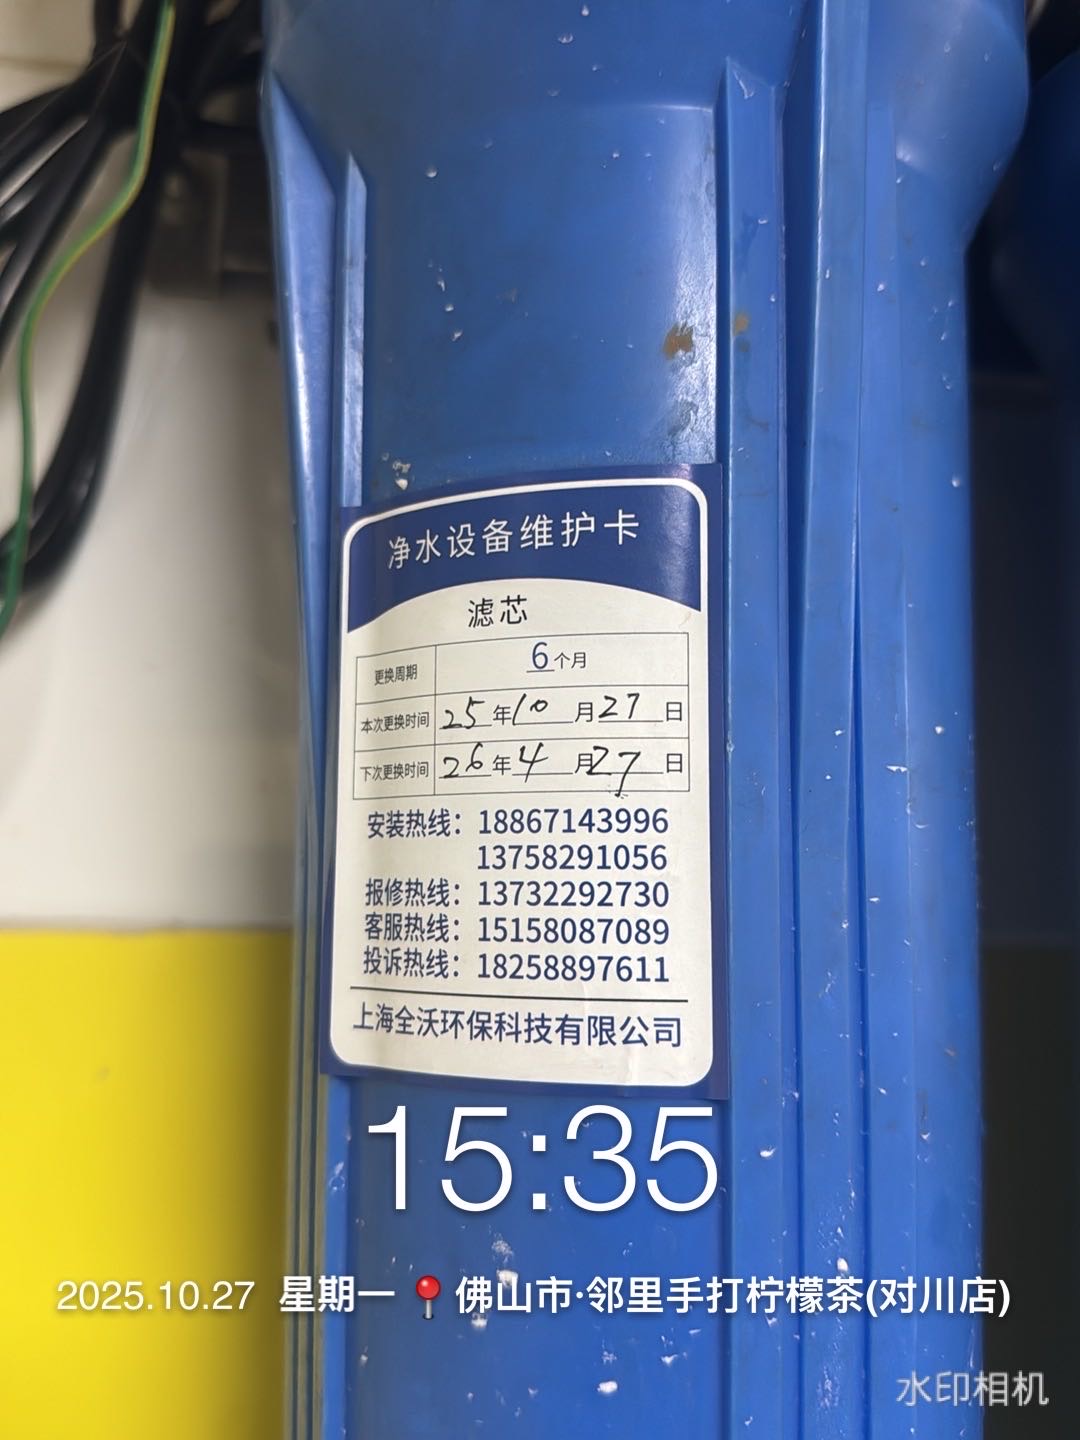 净水设备维护卡
滤芯
更换周期 6个月
本次更换时间 25年10月27日
下次更换时间 26年4月27日
安装热线：18867143996
13758291056
报修热线：13732292730
客服热线：15158087089
投诉热线：18258897611
上海全沃环保科技有限公司
15:35
2025.10.27 星期一 佛山市·邻里手打柠檬茶(对川店)
水印相机